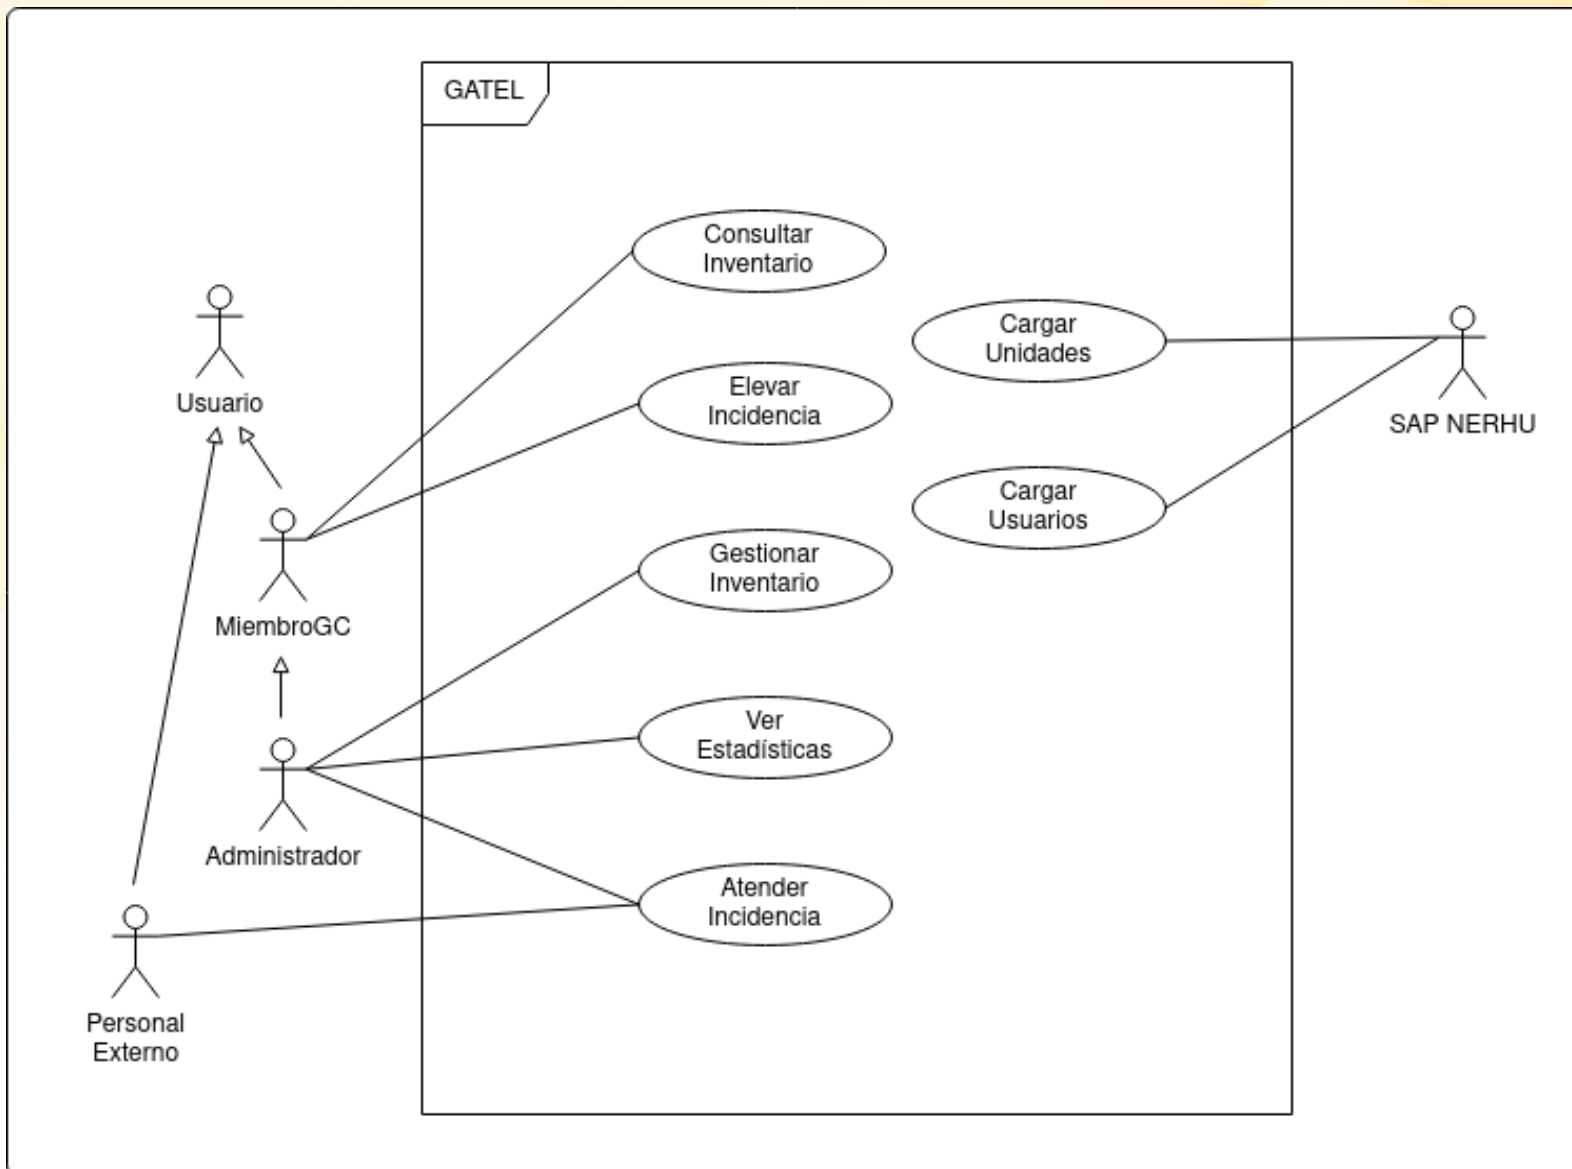 GATEL
Consultar
Inventario
Cargar
Unidades
Usuario
Elevar
Incidencia
SAP NERHU
Cargar
Usuarios
Gestionar
Inventario
MiembroGC
Ver
Estadísticas
Administrador
Atender
Incidencia
Personal
Externo